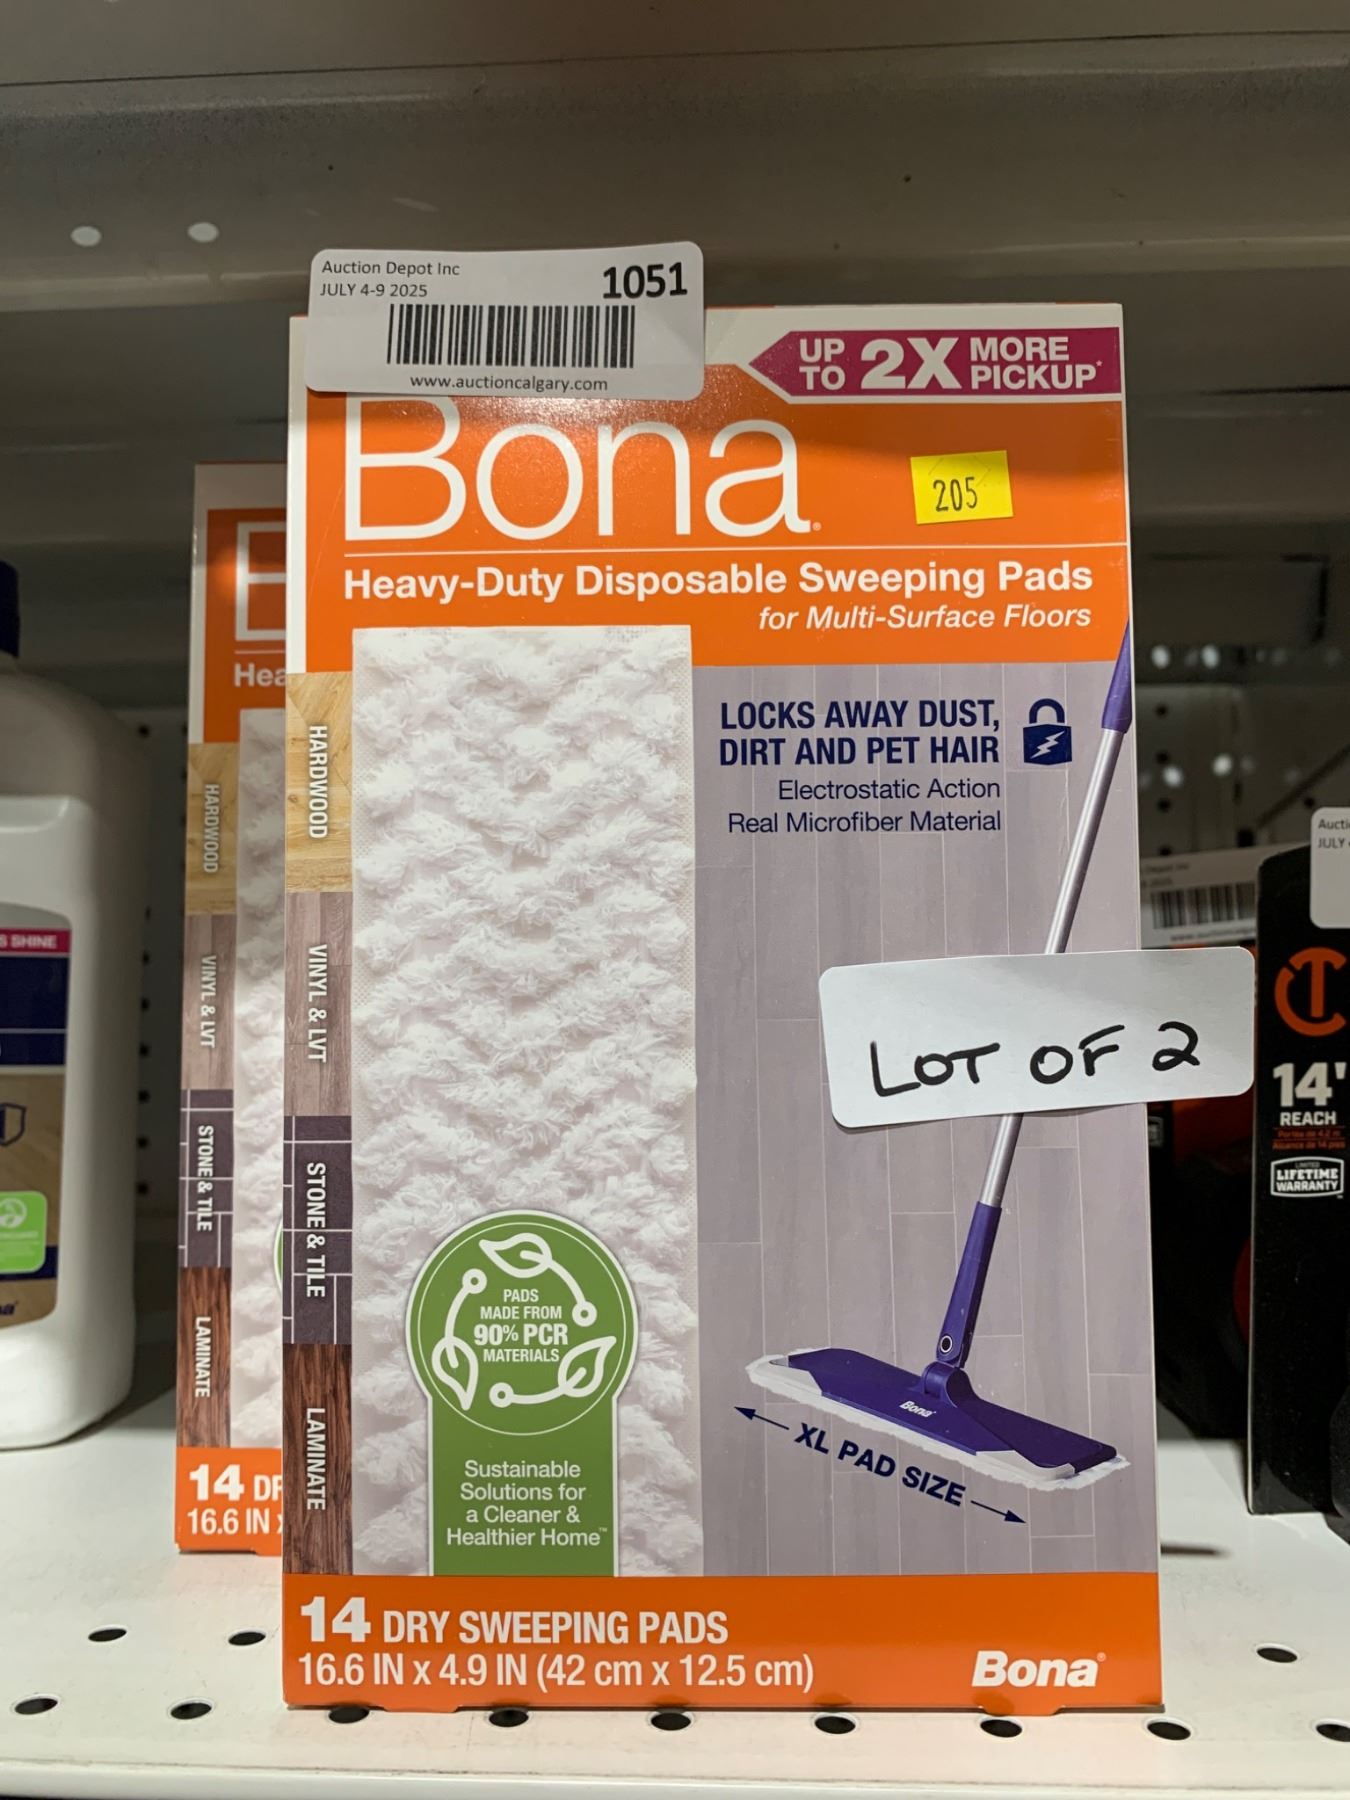 Auction Depot Inc
JULY 4-9 2025
1051
www.auctioncalgary.com
UP TO 2X MORE PICKUP*
Bona®
205
Heavy-Duty Disposable Sweeping Pads
for Multi-Surface Floors
LOCKS AWAY DUST,
DIRT AND PET HAIR
Electrostatic Action
Real Microfiber Material
HARDWOOD
VINYL & LVT
STONE & TILE
LAMINATE
LOT OF 2
PADS
MADE FROM
90% PCR
MATERIALS
Sustainable
Solutions for
a Cleaner &
Healthier Home™
Bona
XL PAD SIZE
14 DRY SWEEPING PADS
16.6 IN x 4.9 IN (42 cm x 12.5 cm)
Bona®
Hea
HARDWOOD
VINYL & LVT
STONE & TILE
LAMINATE
14 DR
16.6 IN
SHINE
Aucti
JULY
14'
REACH
LIMITED
LIFETIME
WARRANTY